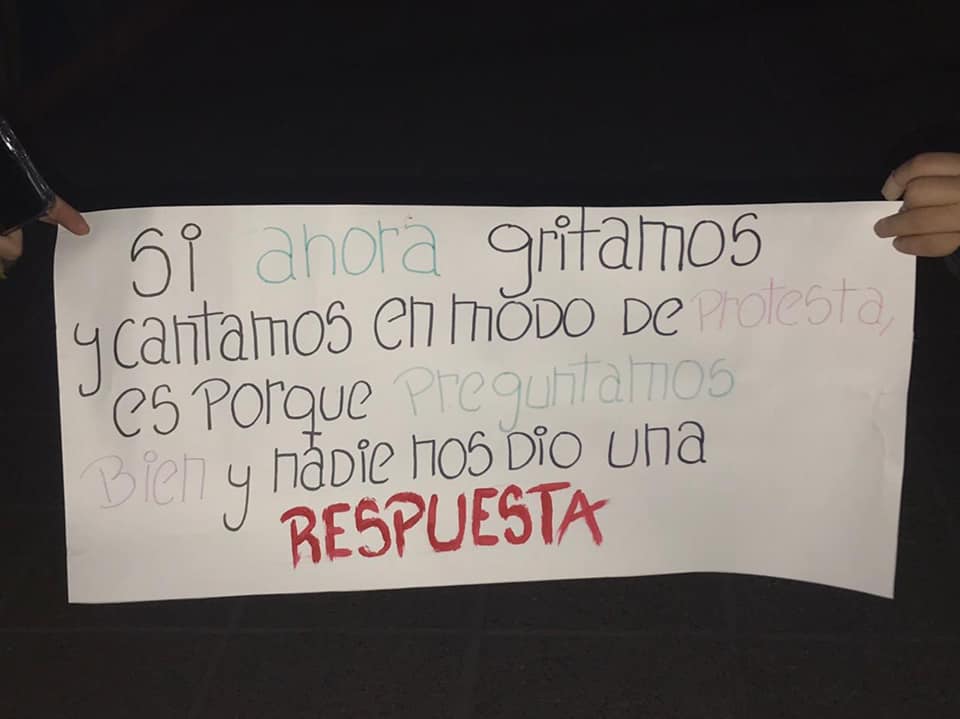 Si ahora gritamos
y cantamos en modo de protesta,
es porque preguntamos
Bien y nadie nos dio una
RESPUESTA